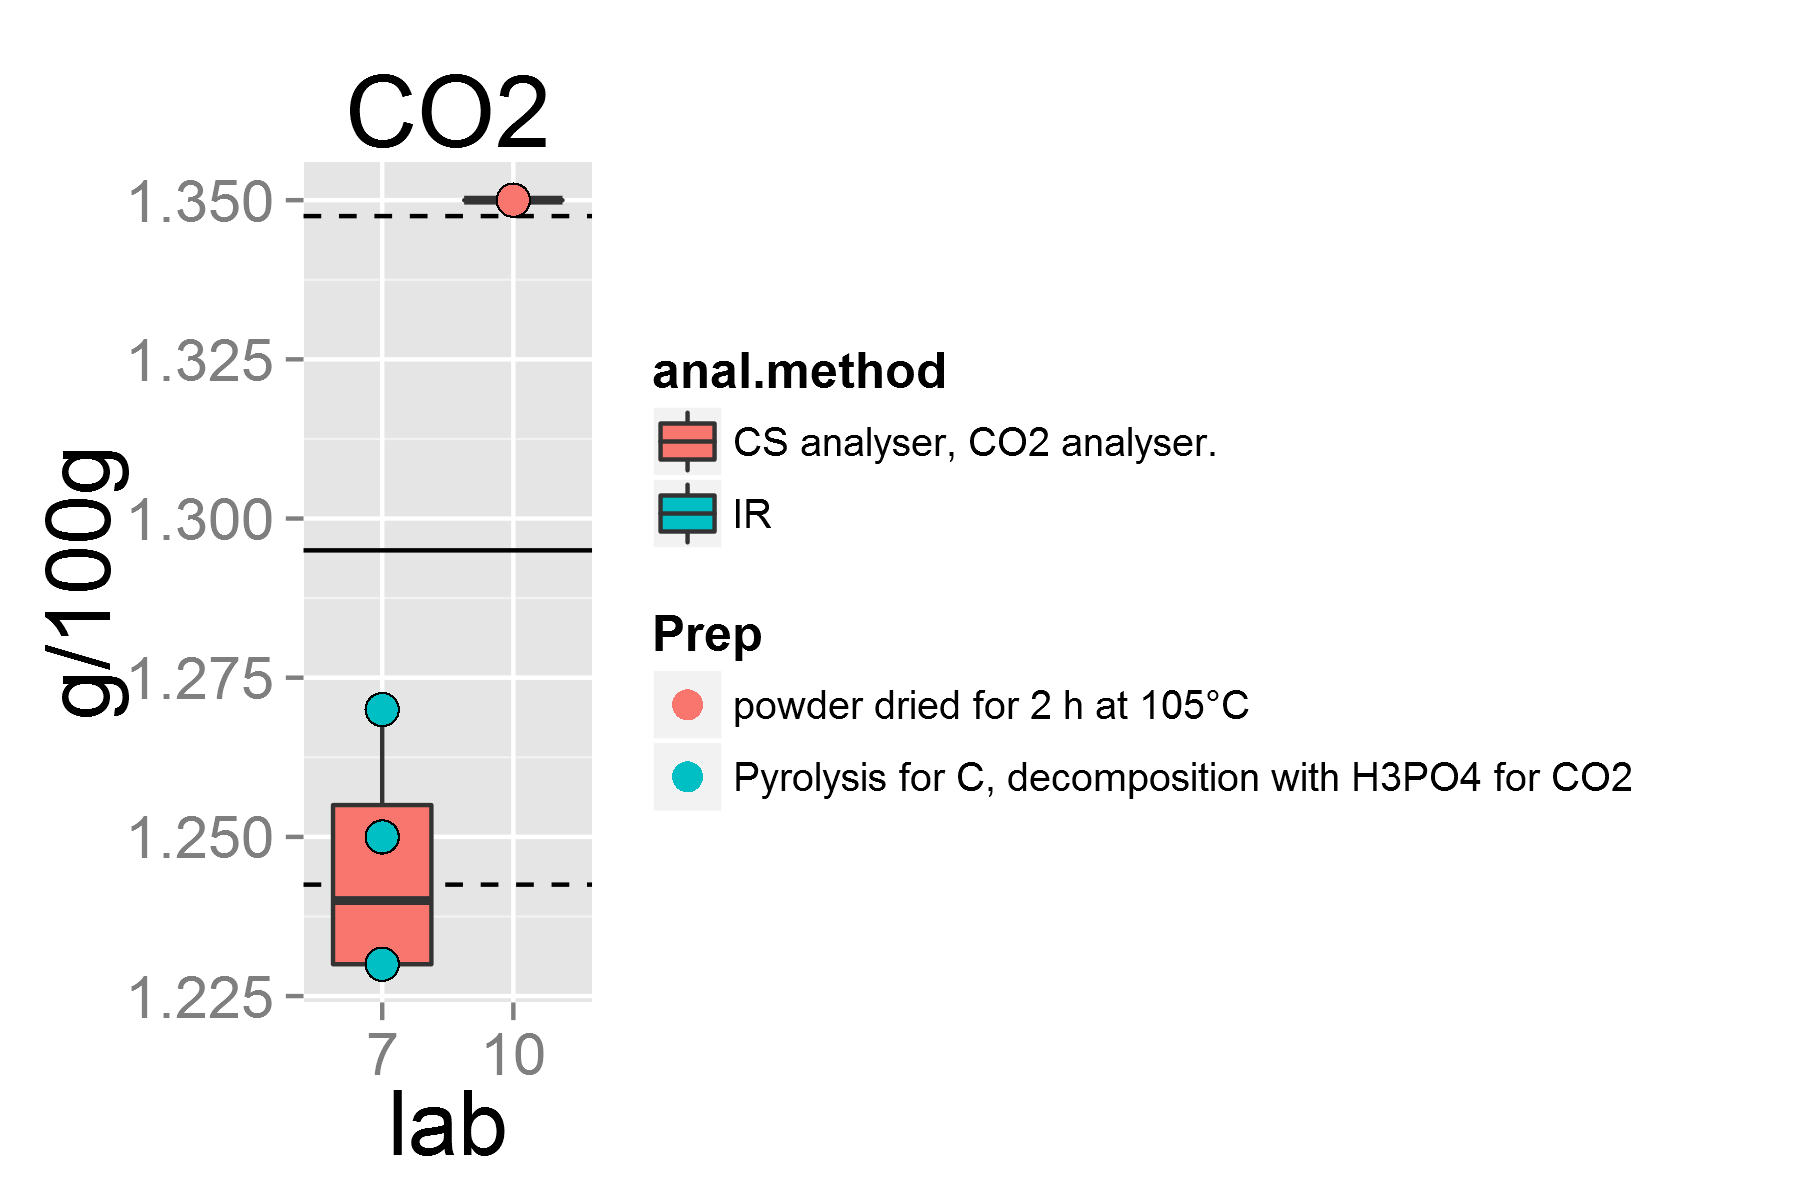 CO2
g/100g
1.350
1.325
1.300
1.275
1.250
1.225
7 10
lab
anal.method
CS analyser, CO2 analyser.
IR
Prep
powder dried for 2 h at 105°C
Pyrolysis for C, decomposition with H3PO4 for CO2